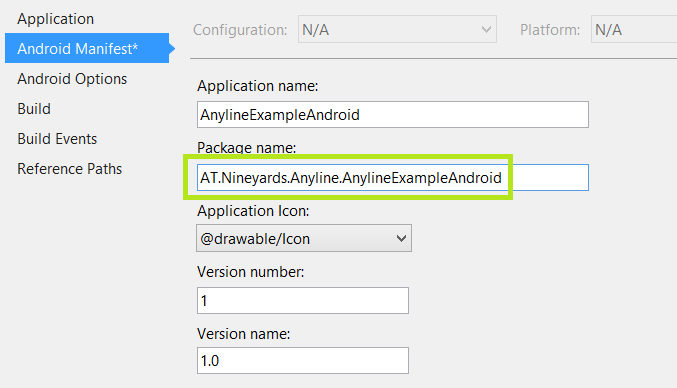 Application
Android Manifest*
Android Options
Build
Build Events
Reference Paths
Configuration: N/A Platform: N/A
Application name:
AnylineExampleAndroid
Package name:
AT.Nineyards.Anyline.AnylineExampleAndroid
Application Icon:
@drawable/Icon
Version number:
1
Version name:
1.0